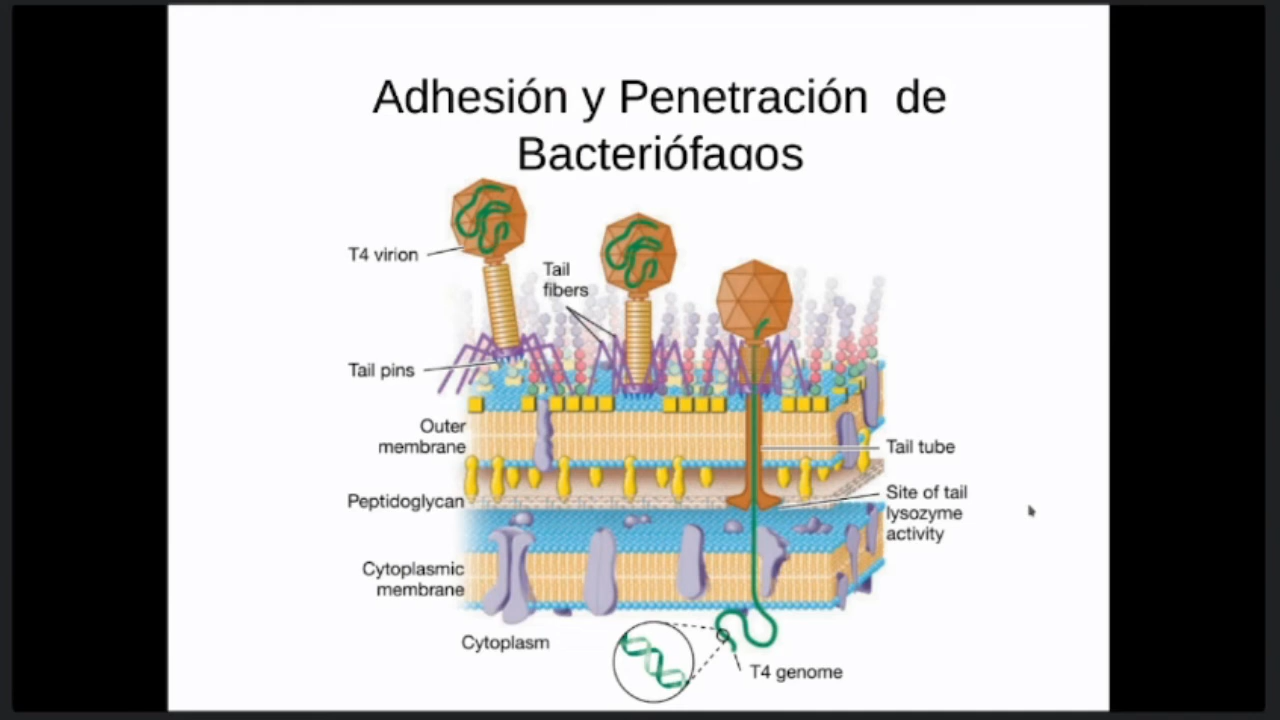 Adhesión y Penetración de
Bacteriófagos
T4 virion
Tail
fibers
Tail pins
Outer
membrane
Tail tube
Peptidoglycan
Site of tail
lysozyme
activity
Cytoplasmic
membrane
Cytoplasm
T4 genome